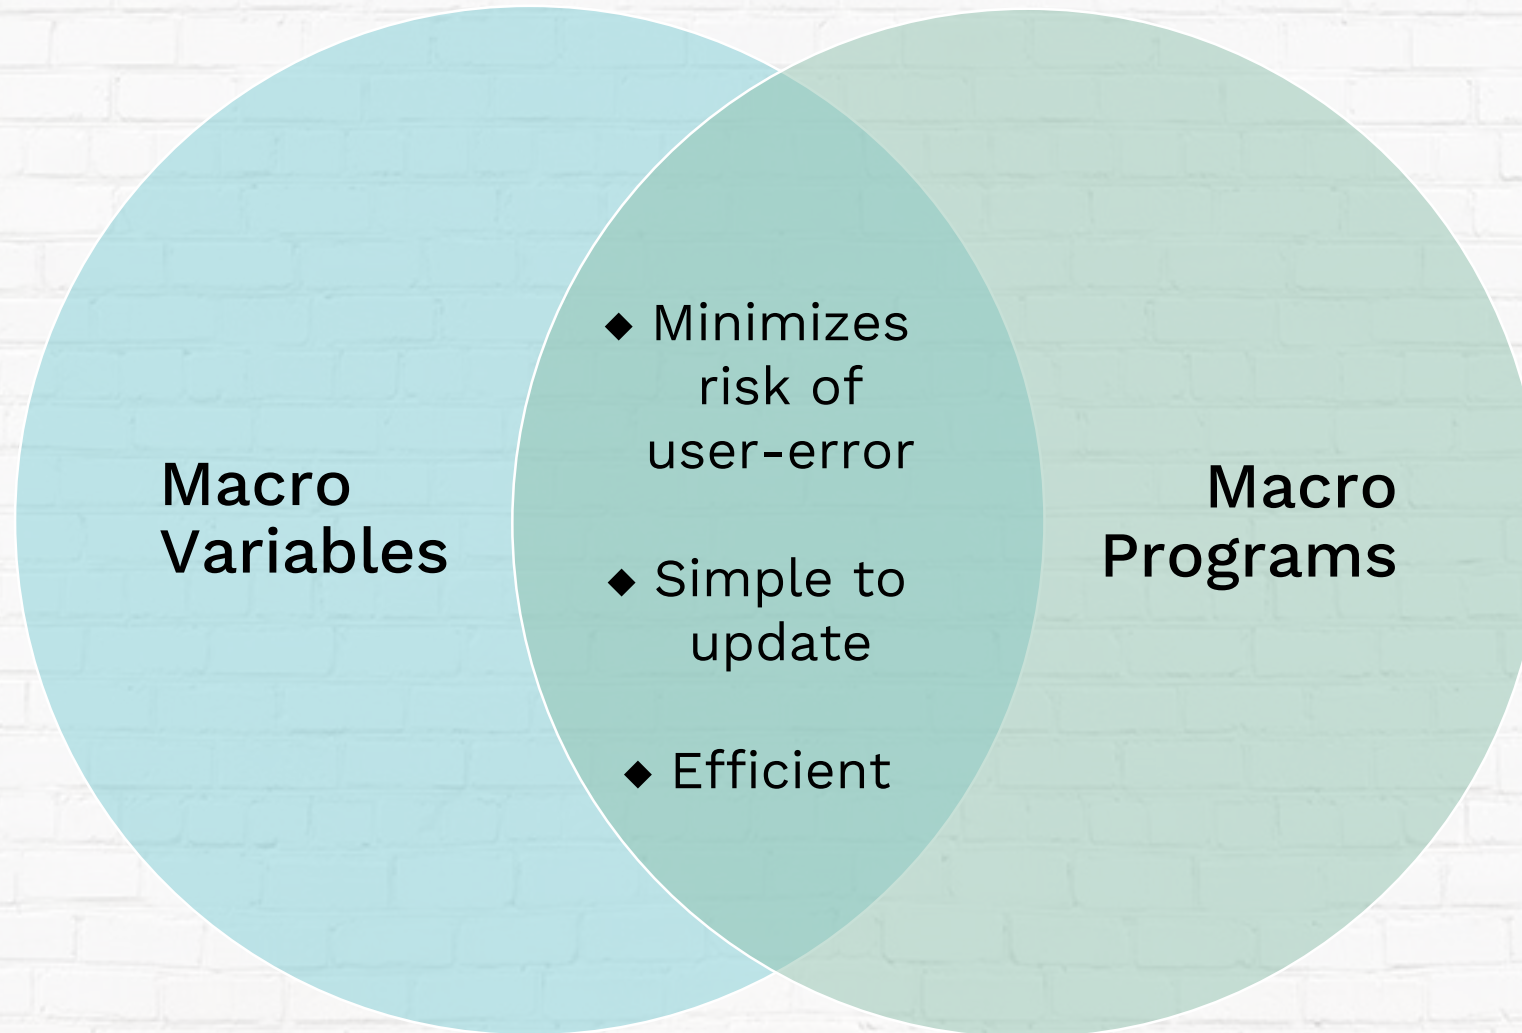 Macro
Variables
◆ Minimizes
risk of
user-error
◆ Simple to
update
◆ Efficient
Macro
Programs